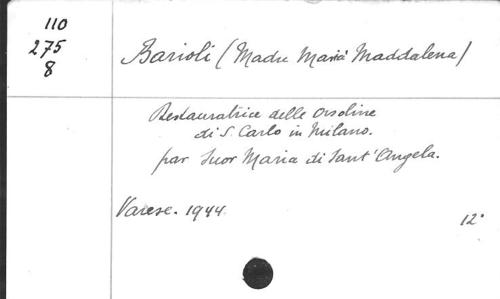 110
275
8
Barioli (Madre Maria Maddalena)
Restauratrice delle Orsoline
di S. Carlo in Milano.
par Suor Maria di Sant'Angela.
Varese. 1944.
12°